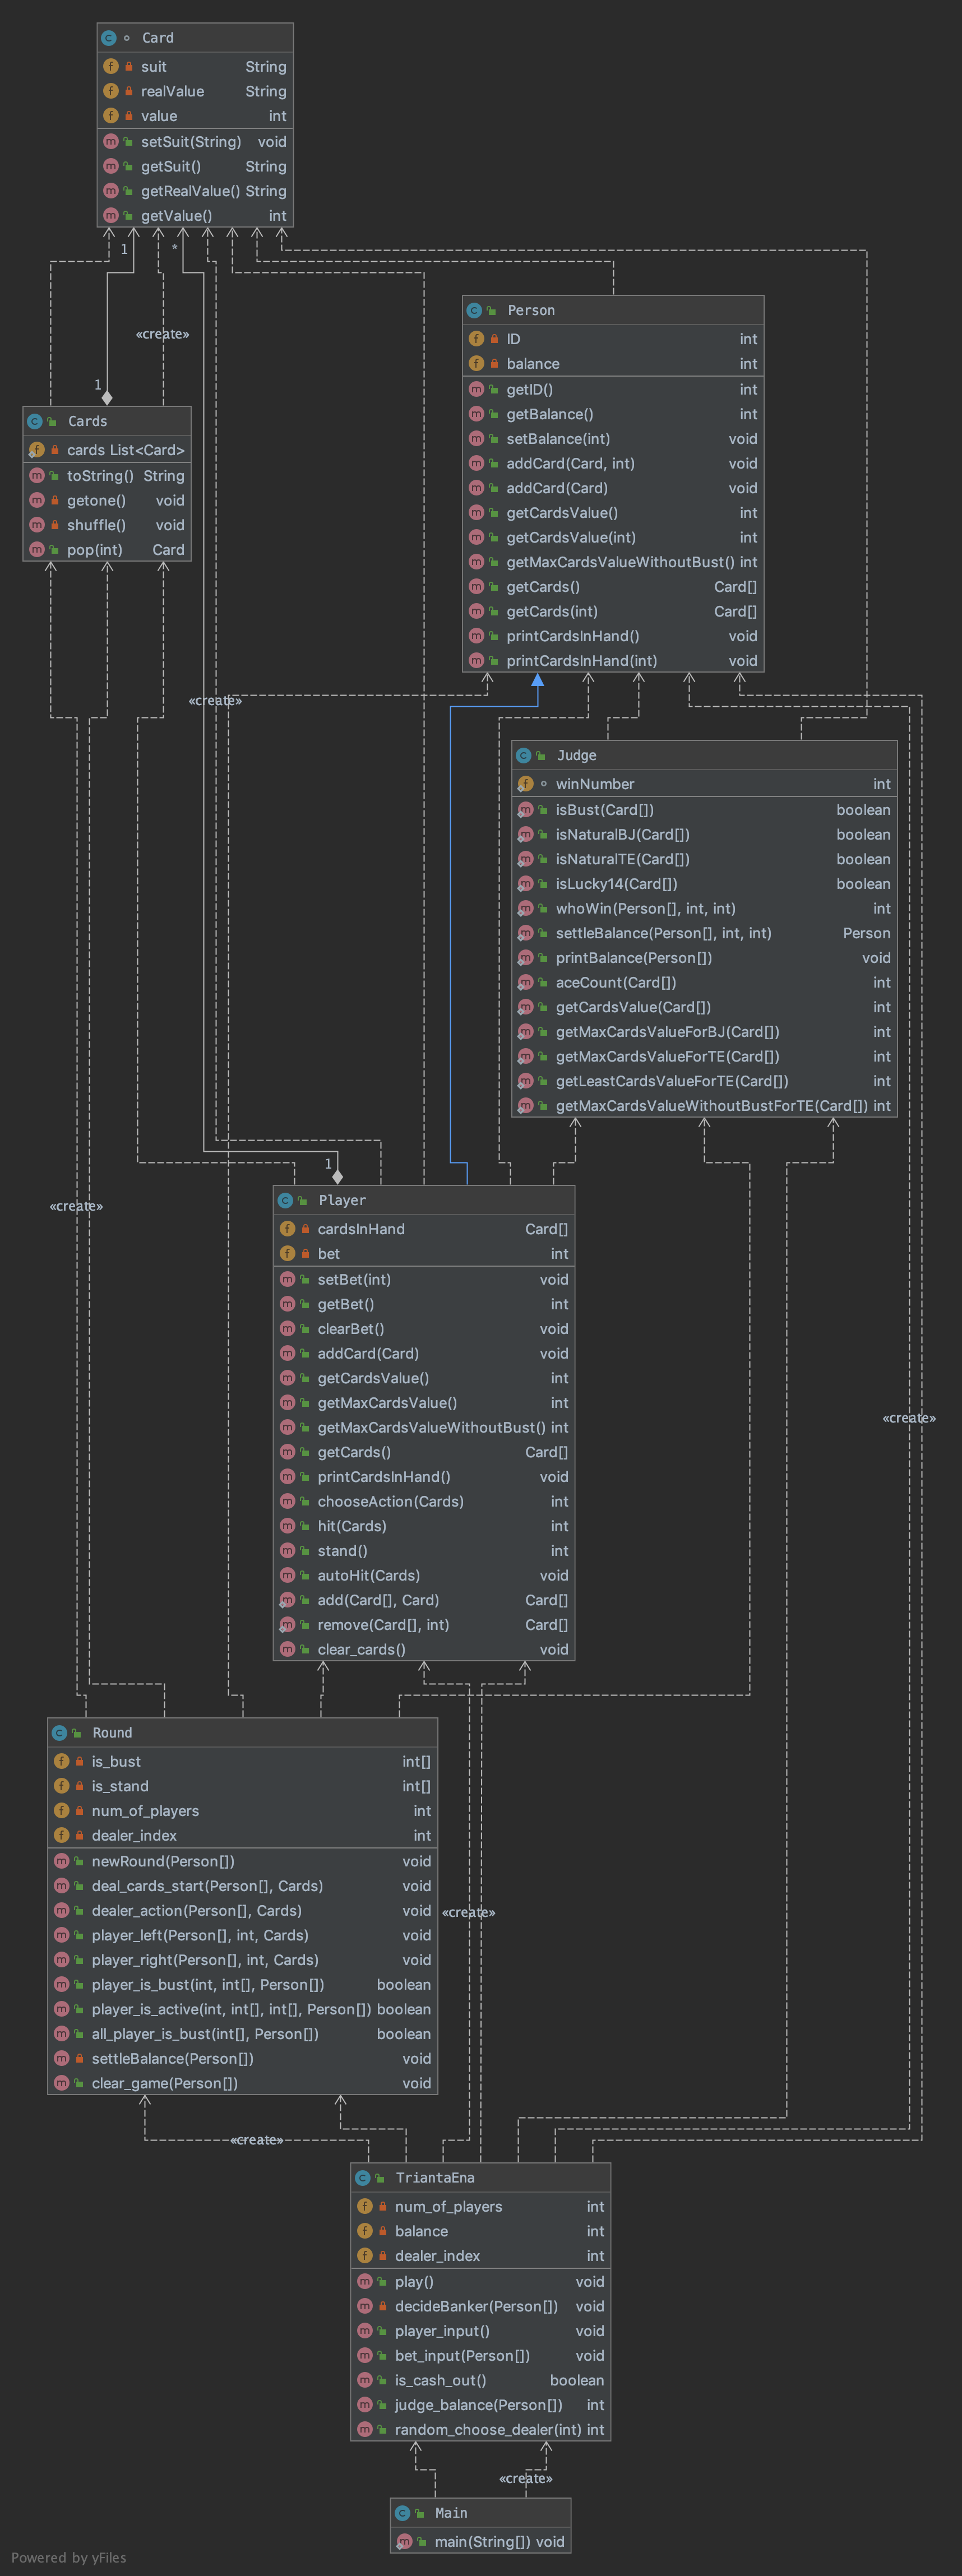 Card
suit String
realValue String
value int
setSuit(String) void
getSuit() String
getRealValue() String
getValue() int
1
*
«create»
1
Person
ID int
balance int
getID() int
getBalance() int
setBalance(int) void
addCard(Card, int) void
addCard(Card) void
getCardsValue() int
getCardsValue(int) int
getMaxCardsValueWithoutBust() int
getCards() Card[]
getCards(int) Card[]
printCardsInHand() void
printCardsInHand(int) void
Cards
cards List<Card>
toString() String
getone() void
shuffle() void
pop(int) Card
«create»
Judge
winNumber int
isBust(Card[]) boolean
isNaturalBJ(Card[]) boolean
isNaturalTE(Card[]) boolean
isLucky14(Card[]) boolean
whoWin(Person[], int, int) int
settleBalance(Person[], int, int) Person
printBalance(Person[]) void
aceCount(Card[]) int
getCardsValue(Card[]) int
getMaxCardsValueForBJ(Card[]) int
getMaxCardsValueForTE(Card[]) int
getLeastCardsValueForTE(Card[]) int
getMaxCardsValueWithoutBustForTE(Card[]) int
1
«create»
Player
cardsInHand Card[]
bet int
setBet(int) void
getBet() int
clearBet() void
addCard(Card) void
getCardsValue() int
getMaxCardsValue() int
getMaxCardsValueWithoutBust() int
getCards() Card[]
printCardsInHand() void
chooseAction(Cards) int
hit(Cards) int
stand() int
autoHit(Cards) void
add(Card[], Card) Card[]
remove(Card[], int) Card[]
clear_cards() void
«create»
Round
is_bust int[]
is_stand int[]
num_of_players int
dealer_index int
newRound(Person[]) void
deal_cards_start(Person[], Cards) void
dealer_action(Person[], Cards) void
player_left(Person[], int, Cards) void
player_right(Person[], int, Cards) void
player_is_bust(int, int[], Person[]) boolean
player_is_active(int, int[], int[], Person[]) boolean
all_player_is_bust(int[], Person[]) boolean
settleBalance(Person[]) void
clear_game(Person[]) void
«create»
«create»
TriantaEna
num_of_players int
balance int
dealer_index int
play() void
decideBanker(Person[]) void
player_input() void
bet_input(Person[]) void
is_cash_out() boolean
judge_balance(Person[]) int
random_choose_dealer(int) int
«create»
Main
main(String[]) void
Powered by yFiles